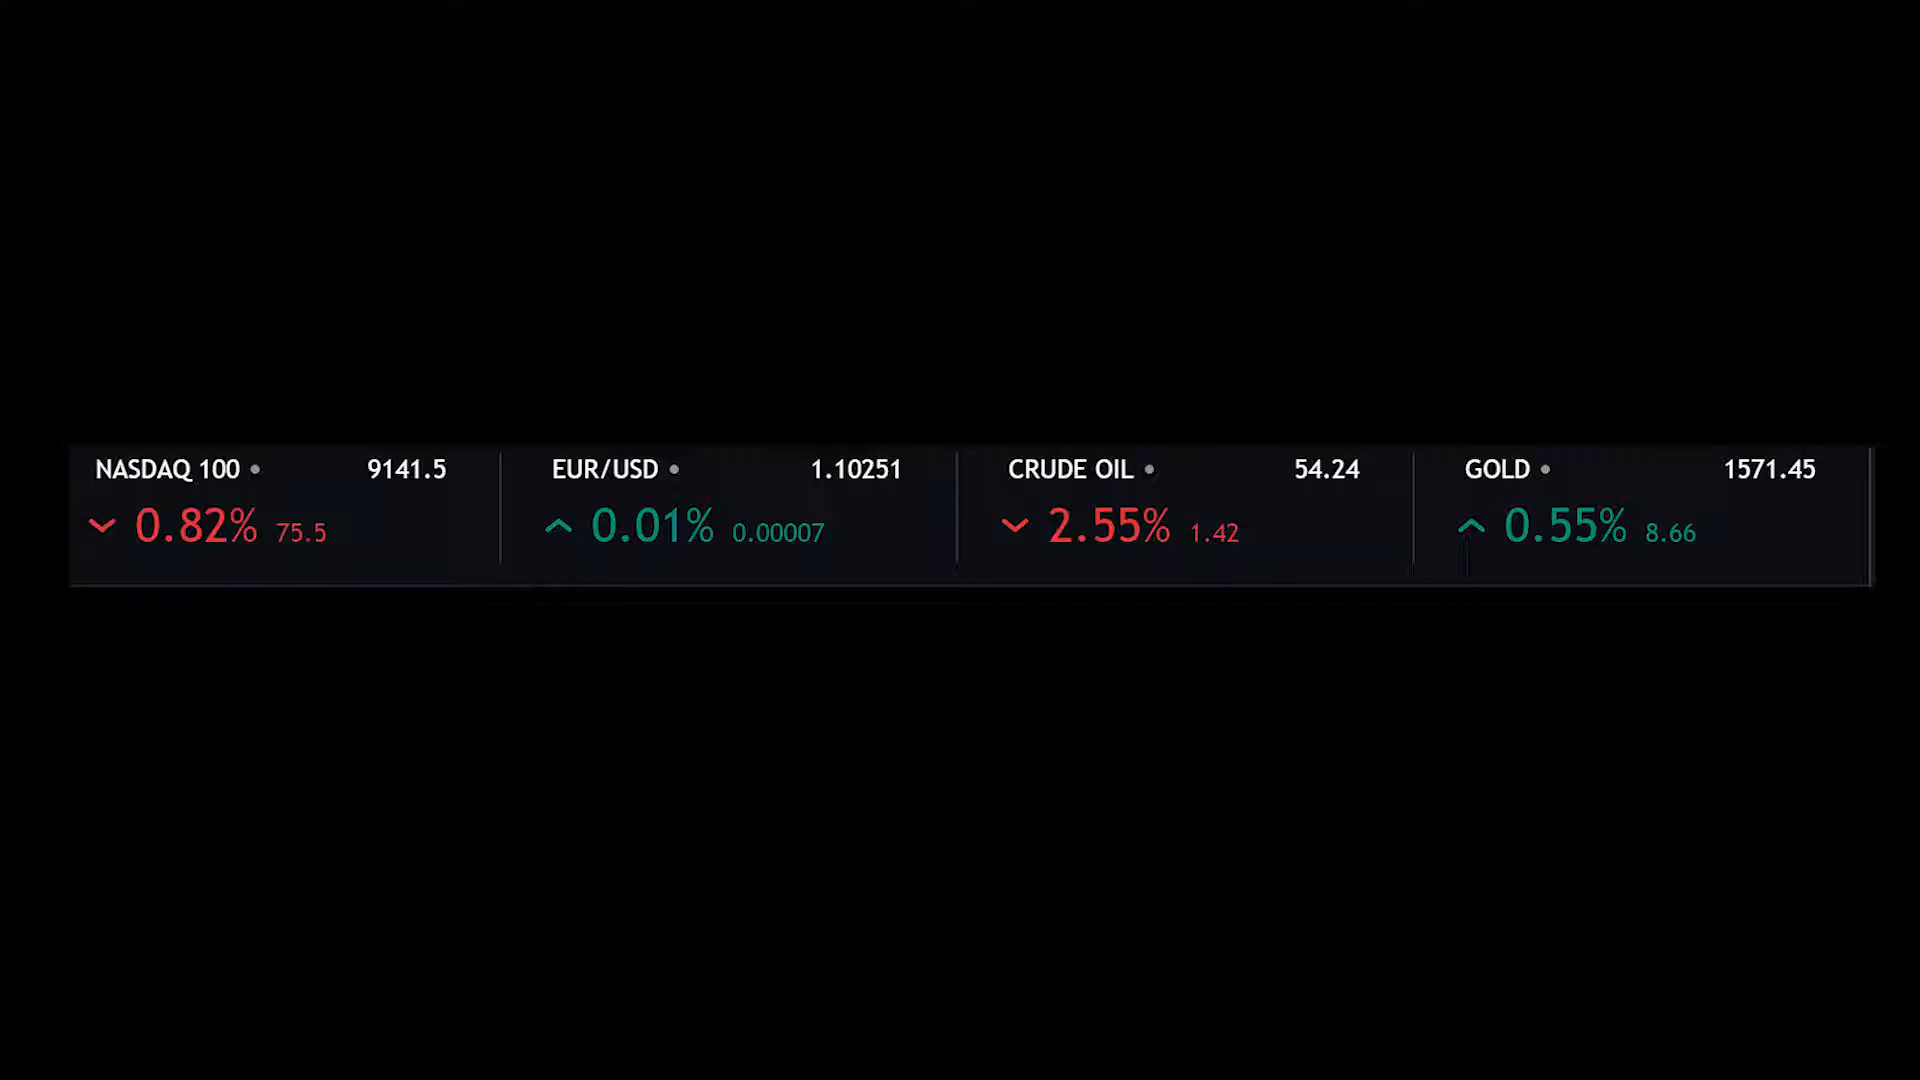 NASDAQ 100 • 9141.5
0.82% 75.5
EUR/USD • 1.10251
0.01% 0.00007
CRUDE OIL • 54.24
2.55% 1.42
GOLD • 1571.45
0.55% 8.66